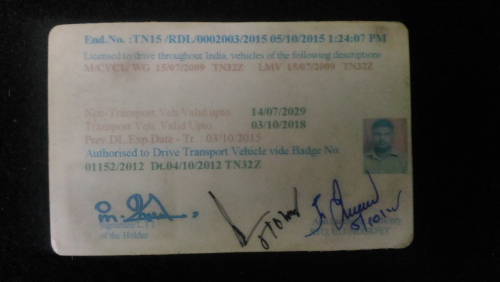 End.No. :TN15 /RDL/0002003/2015 05/10/2015 1:24:07 PM
Licensed to drive throughout India, vehicles of the following descriptions
M/CYCL. WG 15/07/2009 TN32Z LMV 15/07/2009 TN32Z
Non-Transport Veh. Valid upto 14/07/2029
Transport Veh. Valid Upto 03/10/2018
Prev.DL Exp Date - Tr 03/10/2015
Authorised to Drive Transport Vehicle vide Badge No.
01152/2012 Dt.04/10/2012 TN32Z
Signature/L.T.I
of the Holder